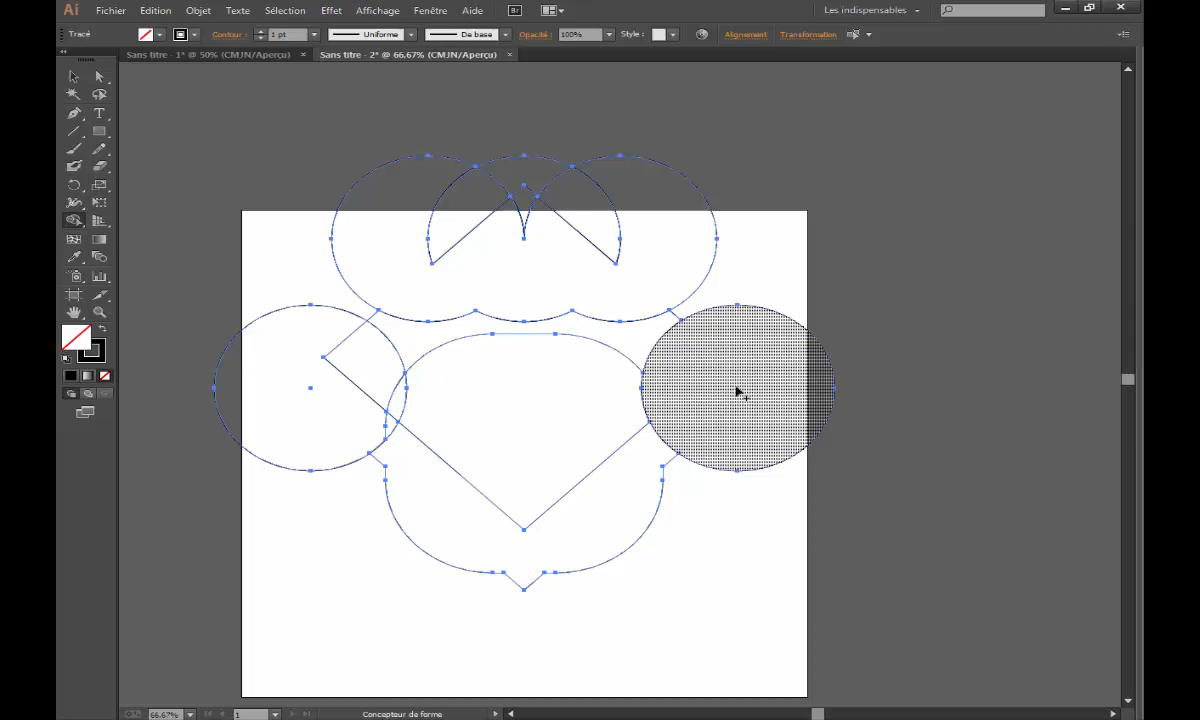 Ai Fichier Edition Objet Texte Sélection Effet Affichage Fenêtre Aide Br Les indispensables
Tracé Contour : 1 pt Uniforme De base Opacité : 100% Style : Alignement Transformation
Sans titre - 1* @ 50% (CMJN/Aperçu) × Sans titre - 2* @ 66.67% (CMJN/Aperçu) ×
T
66.67% 1 Concepteur de forme